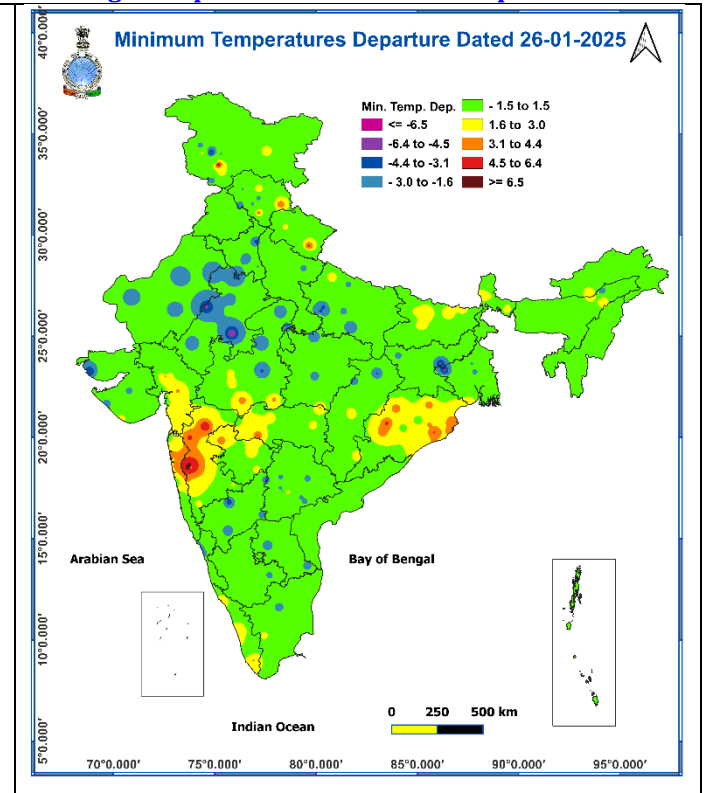 Minimum Temperatures Departure Dated 26-01-2025
Min. Temp. Dep.
<= -6.5
-6.4 to -4.5
-4.4 to -3.1
- 3.0 to -1.6
- 1.5 to 1.5
1.6 to 3.0
3.1 to 4.4
4.5 to 6.4
>= 6.5
40°0.000'
35°0.000'
30°0.000'
25°0.000'
20°0.000'
15°0.000'
10°0.000'
5°0.000'
Arabian Sea
Bay of Bengal
Indian Ocean
0 250 500 km
70°0.000' 75°0.000' 80°0.000' 85°0.000' 90°0.000' 95°0.000'